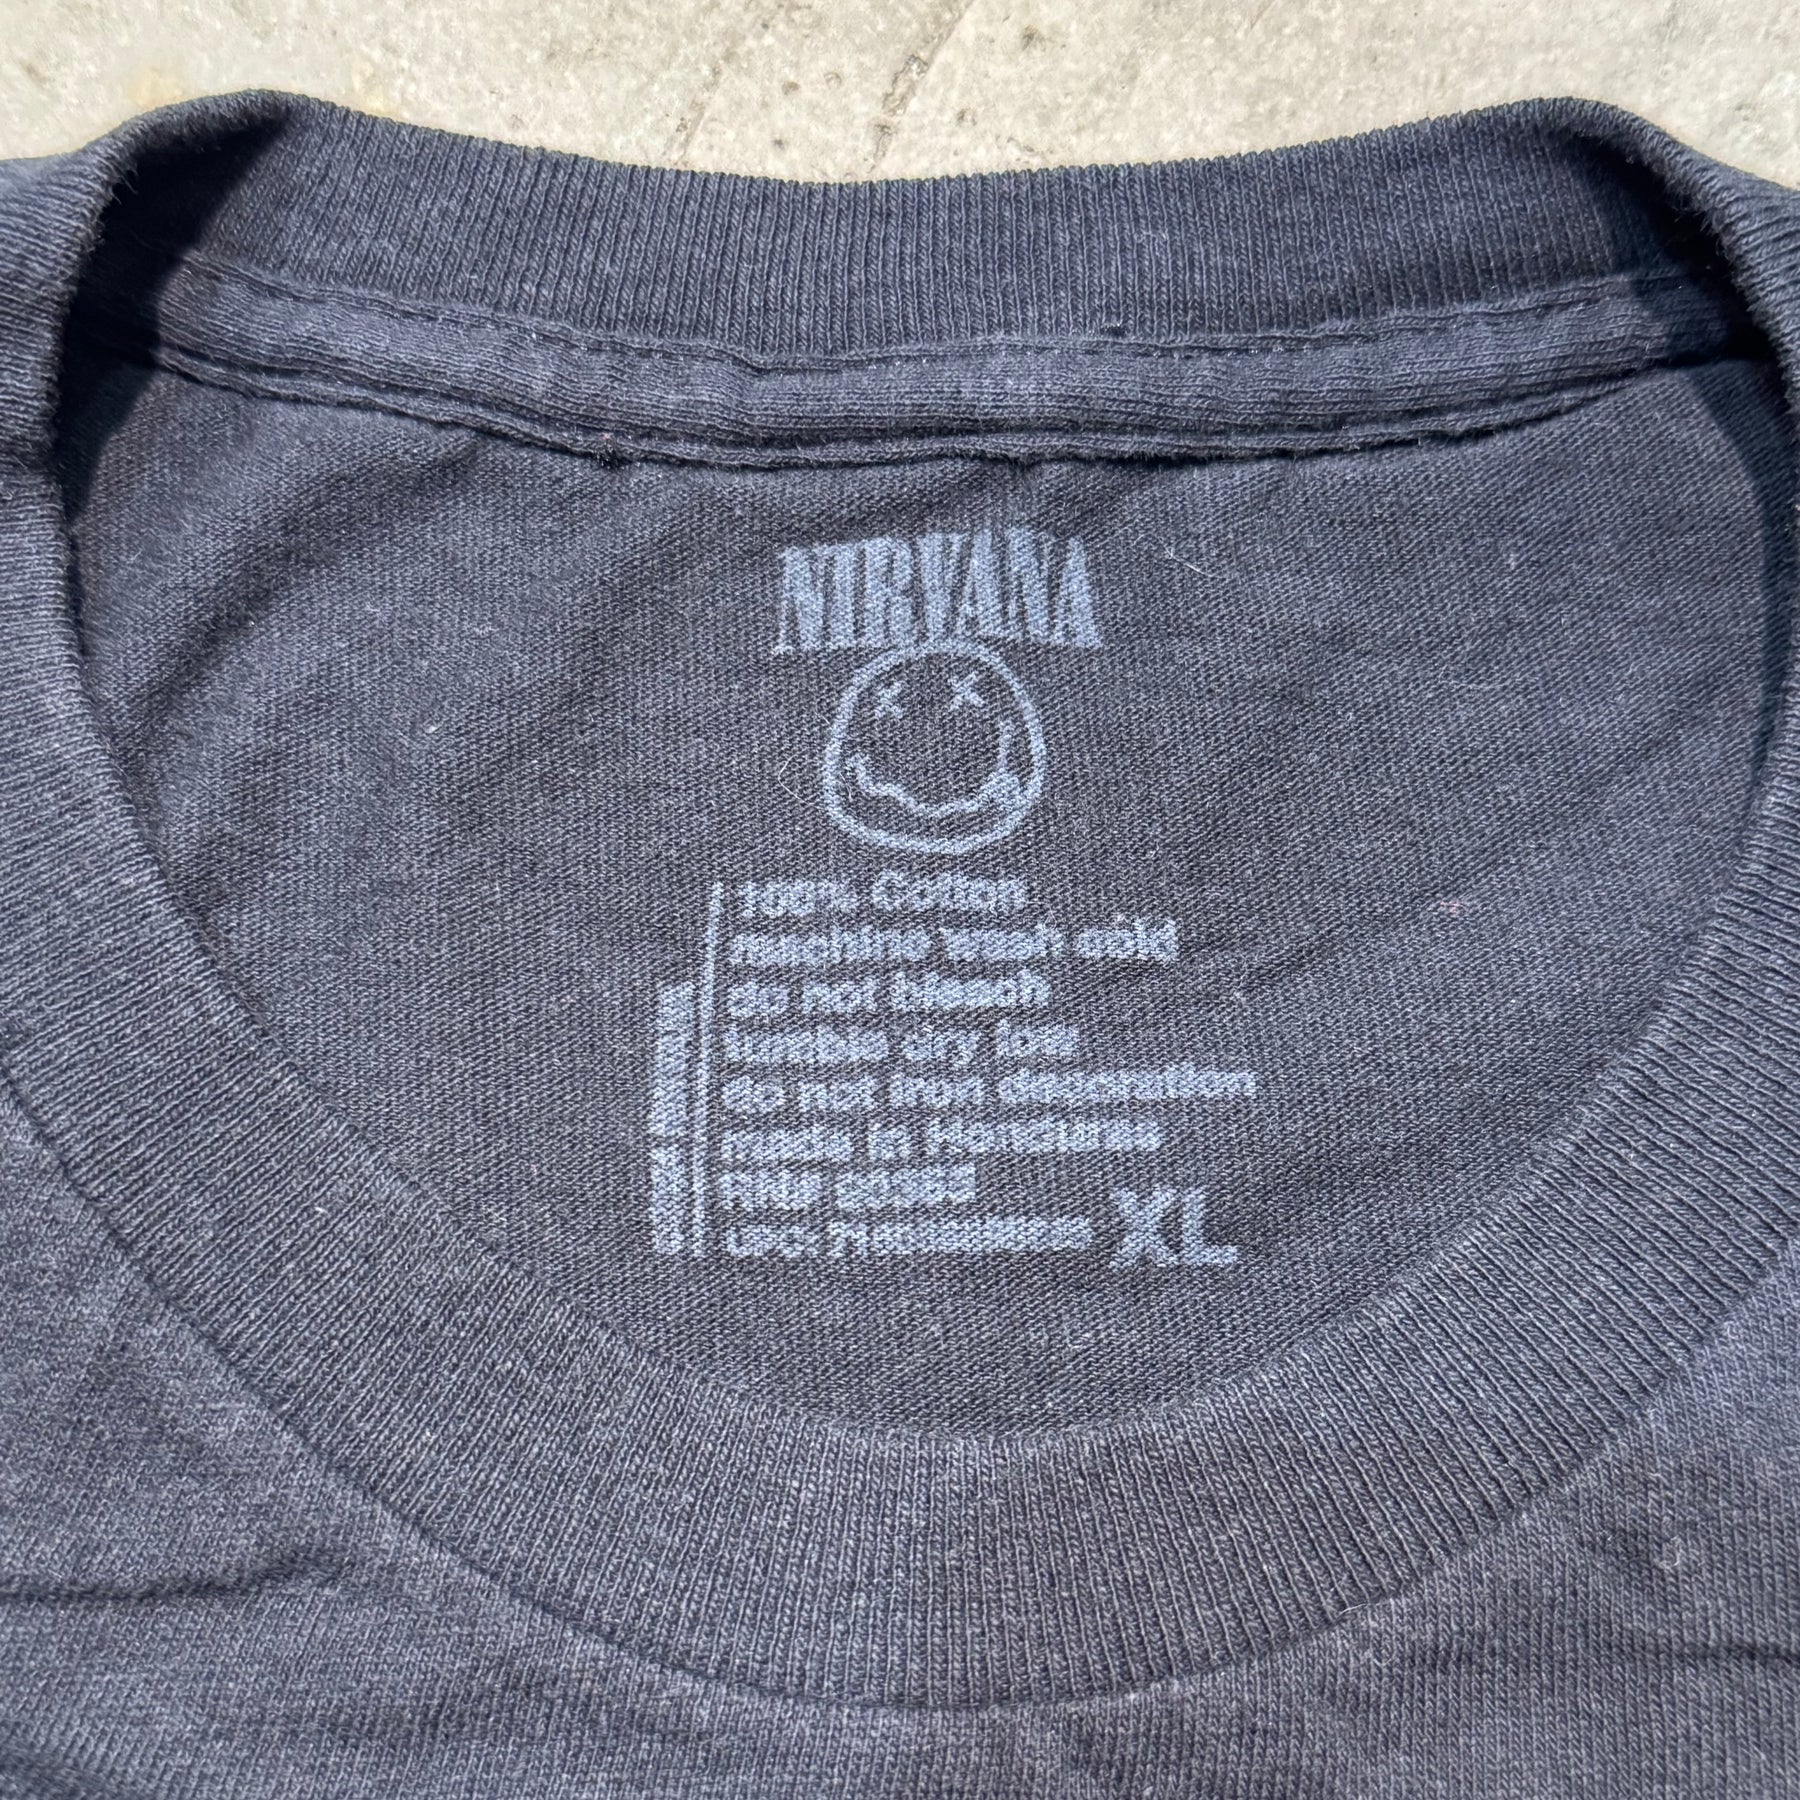 NIRVANA
100% Cotton
machine wash cold
do not bleach
tumble dry low
do not iron decoration
made in Honduras
XL